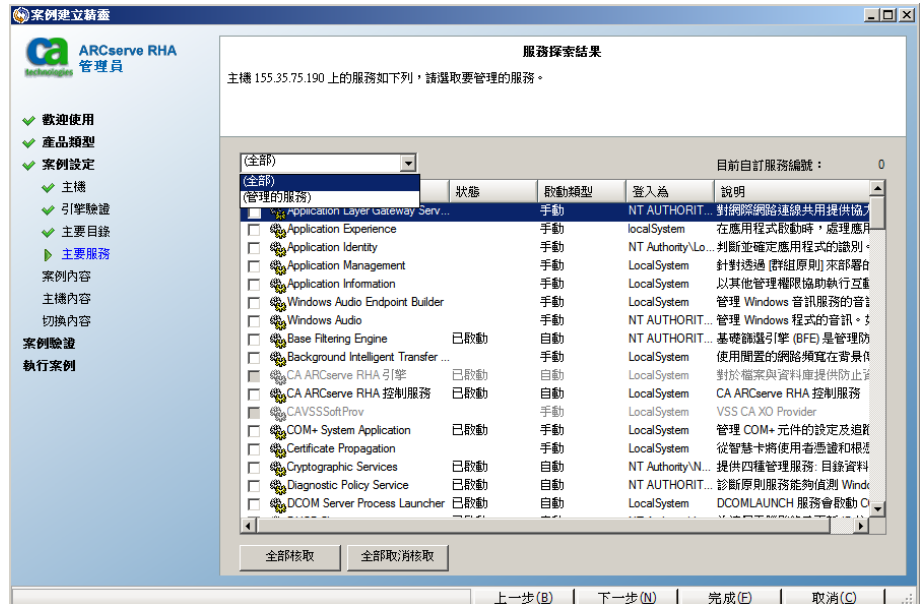 案例建立精靈
ca
technologies
ARCserve RHA
管理員
歡迎使用
產品類型
案例設定
主機
引擎驗證
主要目錄
主要服務
案例內容
主機內容
切換內容
案例驗證
執行案例
服務探索結果
主機 155.35.75.190 上的服務如下列，請選取要管理的服務。
(全部)
目前自訂服務編號： 0
(全部)
(管理的服務)
狀態 啟動類型 登入為 說明
Application Layer Gateway Serv... 手動 NT AUTHORIT... 對網際網路連線共用提供協
Application Experience 手動 localSystem 在應用程式啟動時，處理應用
Application Identity 手動 NT Authority\Lo... 判斷並確定應用程式的識別。
Application Management 手動 LocalSystem 針對透過 [群組原則] 來部署的
Application Information 手動 LocalSystem 以其他管理權限協助執行互動
Windows Audio Endpoint Builder 手動 LocalSystem 管理 Windows 音訊服務的音
Windows Audio 手動 NT AUTHORIT... 管理 Windows 程式的音訊。
Base Filtering Engine 已啟動 自動 NT AUTHORIT... 基礎篩選引擎 (BFE) 是管理防
Background Intelligent Transfer ... 手動 LocalSystem 使用閒置的網路頻寬在背景
CA ARCserve RHA 引擎 已啟動 自動 LocalSystem 對於檔案與資料庫提供防止
CA ARCserve RHA 控制服務 已啟動 自動 LocalSystem CA ARCserve RHA 控制服務
CAVSSSoftProv 手動 LocalSystem VSS CA XO Provider
COM+ System Application 已啟動 手動 LocalSystem 管理 COM+ 元件的設定及追蹤
Certificate Propagation 手動 LocalSystem 從智慧卡將使用者憑證和根憑
Cryptographic Services 已啟動 自動 NT Authority\N... 提供四種管理服務: 目錄資料
Diagnostic Policy Service 已啟動 自動 NT AUTHORIT... 診斷原則服務能夠偵測 Windo
DCOM Server Process Launcher 已啟動 自動 LocalSystem DCOMLAUNCH 服務會啟動 C
全部核取 全部取消核取
上一步(B) 下一步(N) 完成(F) 取消(C)